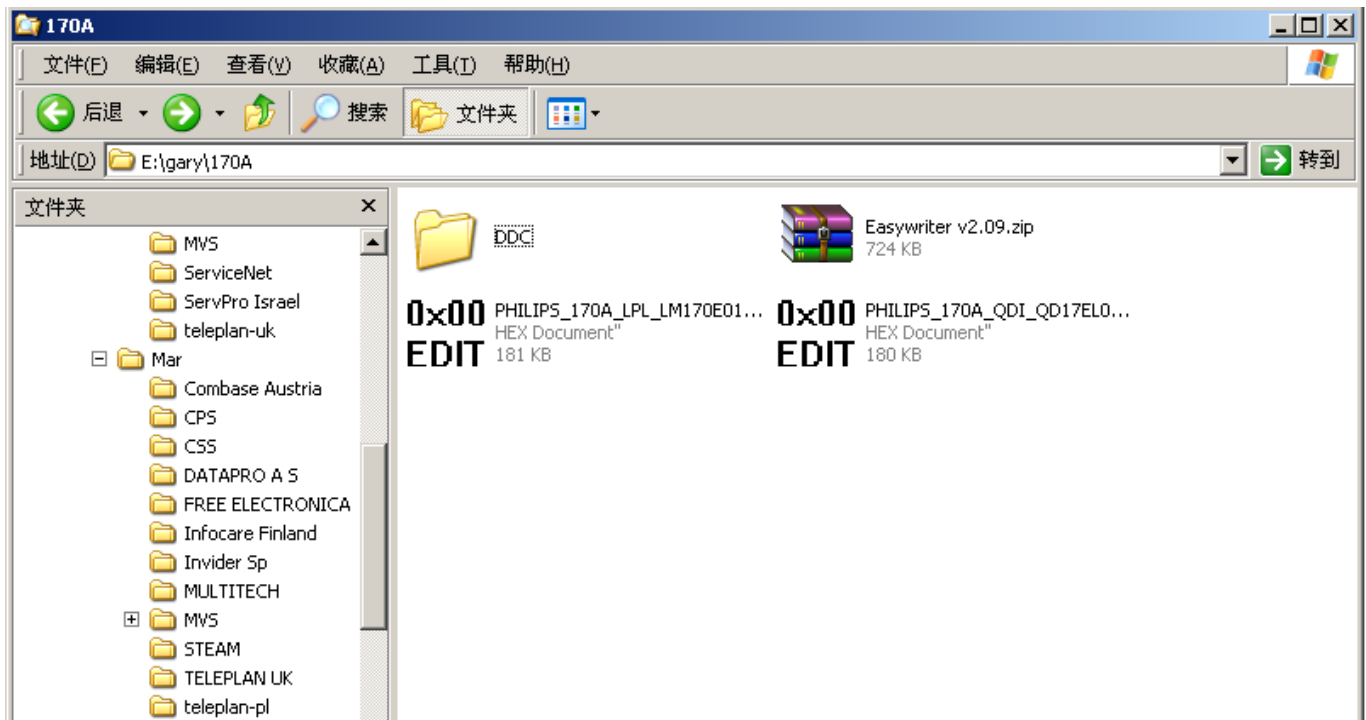 170A
文件(F) 编辑(E) 查看(V) 收藏(A) 工具(T) 帮助(H)
后退 搜索 文件夹
地址(D) E:\gary\170A 转到
文件夹
MVS
ServiceNet
ServPro Israel
teleplan-uk
Mar
Combase Austria
CPS
CSS
DATAPRO A S
FREE ELECTRONICA
Infocare Finland
Invider Sp
MULTITECH
MVS
STEAM
TELEPLAN UK
teleplan-pl
DDC
Easywriter v2.09.zip
724 KB
0x00
EDIT
PHILIPS_170A_LPL_LM170E01...
HEX Document"
181 KB
0x00
EDIT
PHILIPS_170A_QDI_QD17EL0...
HEX Document"
180 KB